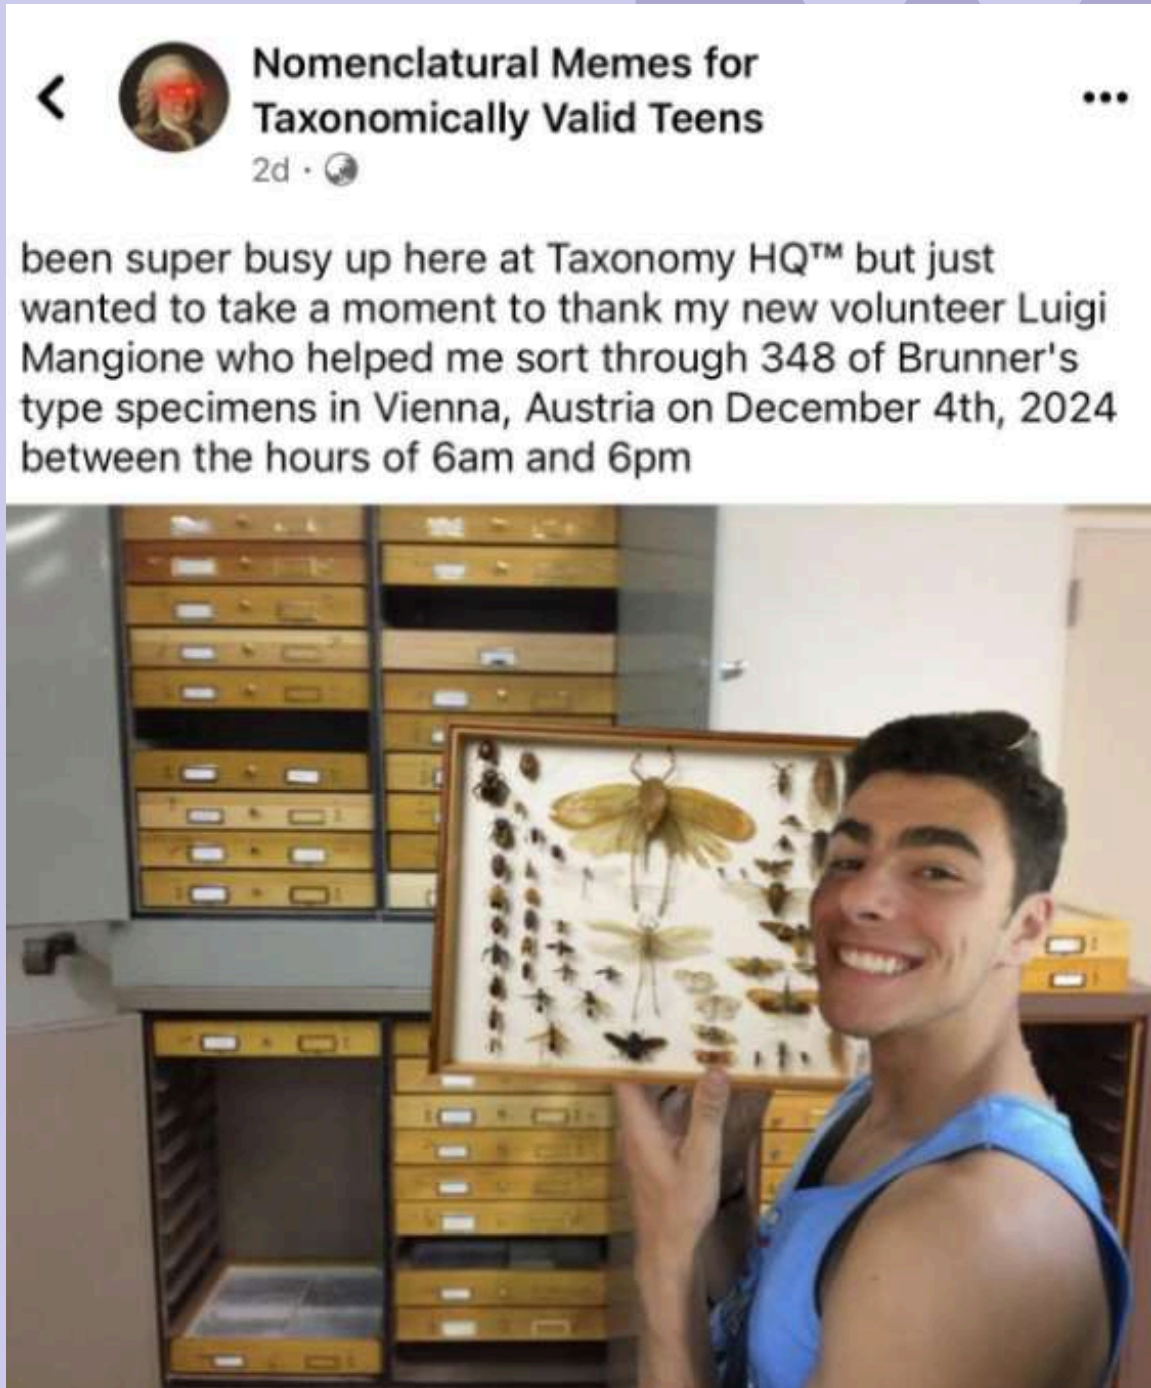 Nomenclatural Memes for
Taxonomically Valid Teens
2d ·
been super busy up here at Taxonomy HQ™ but just
wanted to take a moment to thank my new volunteer Luigi
Mangione who helped me sort through 348 of Brunner's
type specimens in Vienna, Austria on December 4th, 2024
between the hours of 6am and 6pm